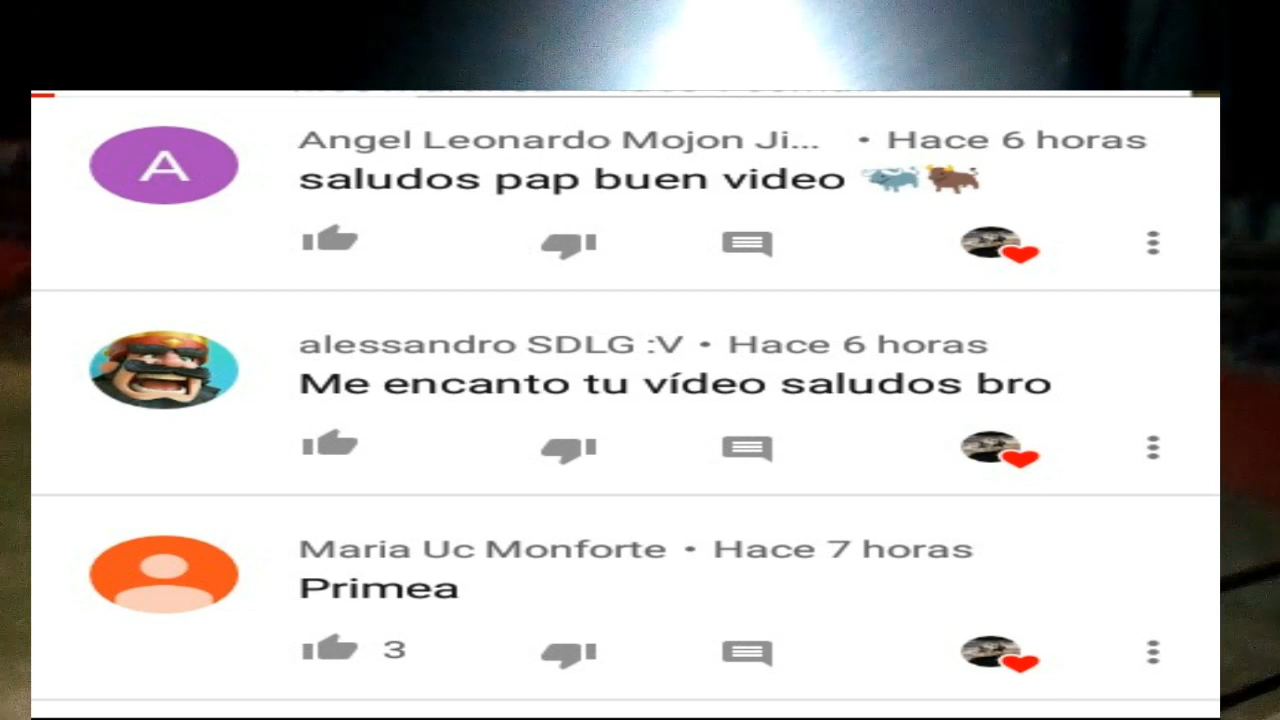 Angel Leonardo Mojon Ji... • Hace 6 horas
saludos pap buen video 🐃🐂
alessandro SDLG :V • Hace 6 horas
Me encanto tu vídeo saludos bro
Maria Uc Monforte • Hace 7 horas
Primea
3